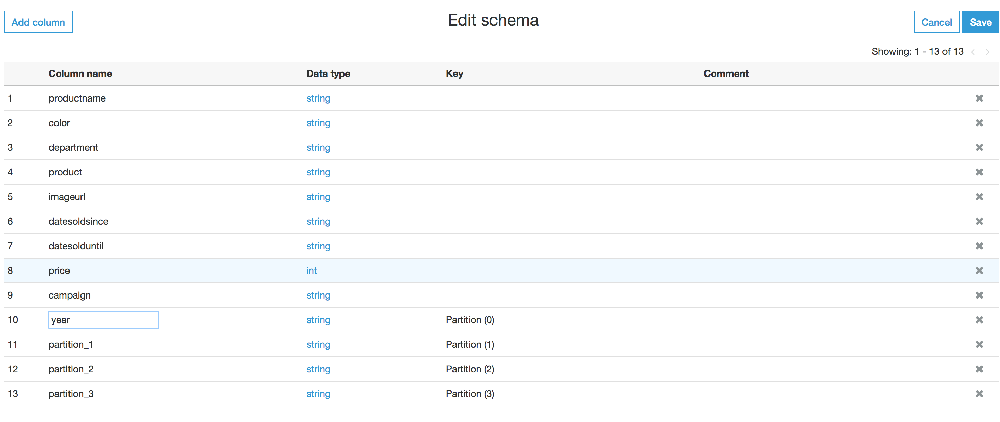 Add column Edit schema Cancel Save
Showing: 1 - 13 of 13 < >
Column name Data type Key Comment
1 productname string
2 color string
3 department string
4 product string
5 imageurl string
6 datesoldsince string
7 datesolduntil string
8 price int
9 campaign string
10 year string Partition (0)
11 partition_1 string Partition (1)
12 partition_2 string Partition (2)
13 partition_3 string Partition (3)